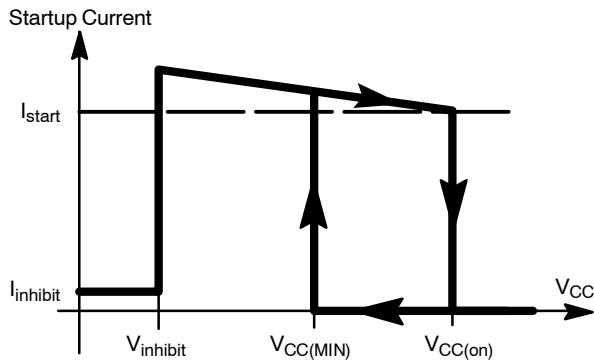 Startup Current
I_start
I_inhibit
V_CC
V_inhibit
V_CC(MIN)
V_CC(on)